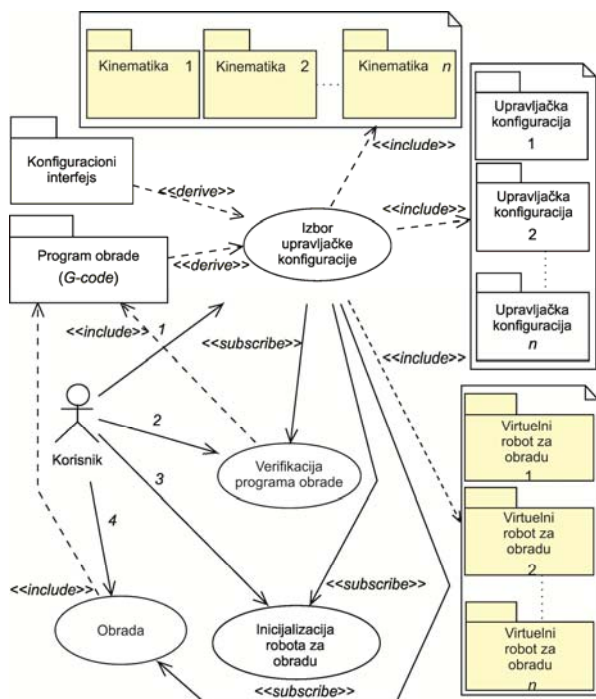 Kinematika 1
Kinematika 2
Kinematika n
Konfiguracioni
interfejs
<<derive>>
<<include>>
Upravljačka
konfiguracija
1
Upravljačka
konfiguracija
2
Upravljačka
konfiguracija
n
<<include>>
Izbor
upravljačke
konfiguracije
Program obrade
(G-code)
<<derive>>
<<include>>
1
<<subscribe>>
<<include>>
Korisnik
2
3
4
Verifikacija
programa obrade
Virtuelni
robot za
obradu
1
Virtuelni
robot za
obradu
2
Virtuelni
robot za
obradu
n
<<include>>
<<subscribe>>
Obrada
Inicijalizacija
robota za
obradu
<<subscribe>>